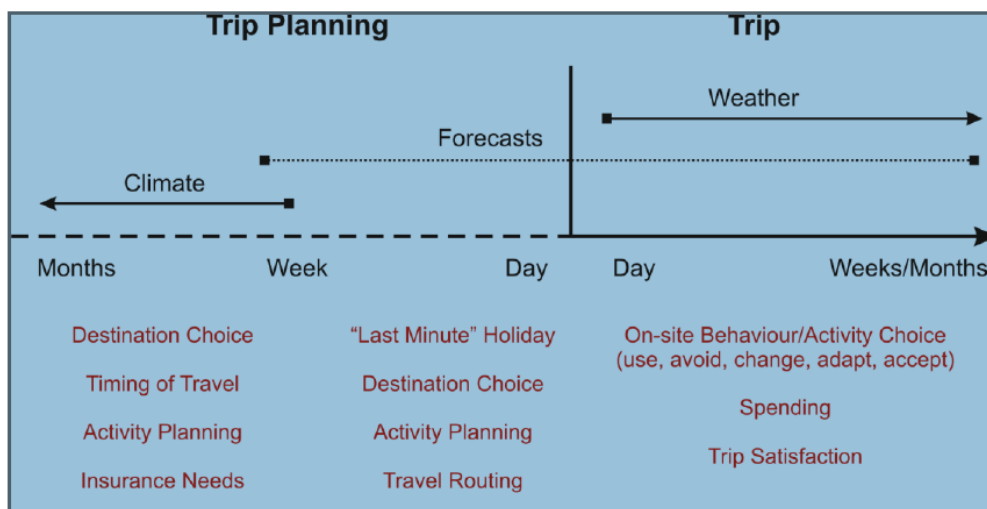 Trip Planning
Trip
Weather
Forecasts
Climate
Months
Week
Day
Day
Weeks/Months
Destination Choice
Timing of Travel
Activity Planning
Insurance Needs
“Last Minute” Holiday
Destination Choice
Activity Planning
Travel Routing
On-site Behaviour/Activity Choice
(use, avoid, change, adapt, accept)
Spending
Trip Satisfaction